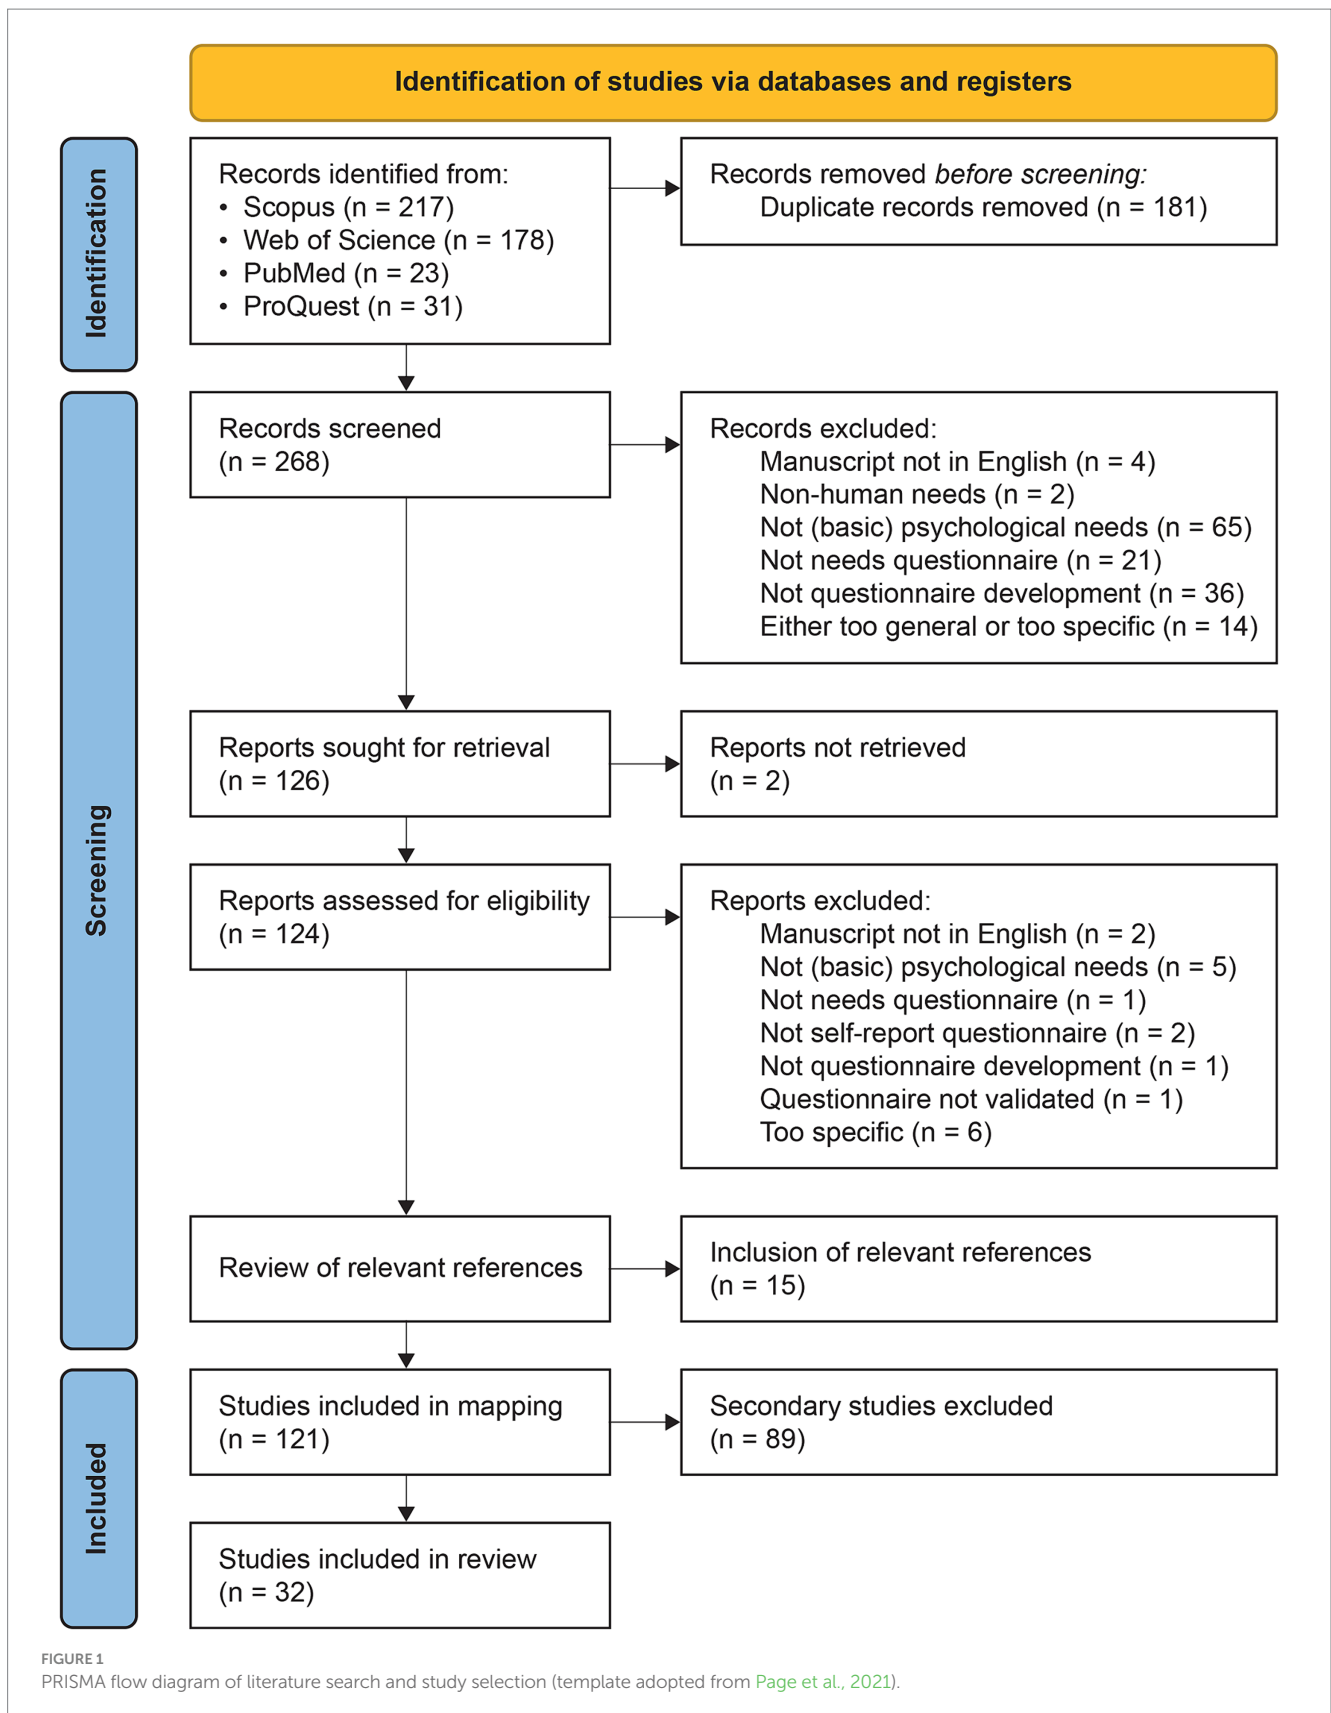 Identification of studies via databases and registers
Identification
Records identified from:
• Scopus (n = 217)
• Web of Science (n = 178)
• PubMed (n = 23)
• ProQuest (n = 31)
Records removed before screening:
Duplicate records removed (n = 181)
Screening
Records screened
(n = 268)
Records excluded:
Manuscript not in English (n = 4)
Non-human needs (n = 2)
Not (basic) psychological needs (n = 65)
Not needs questionnaire (n = 21)
Not questionnaire development (n = 36)
Either too general or too specific (n = 14)
Reports sought for retrieval
(n = 126)
Reports not retrieved
(n = 2)
Reports assessed for eligibility
(n = 124)
Reports excluded:
Manuscript not in English (n = 2)
Not (basic) psychological needs (n = 5)
Not needs questionnaire (n = 1)
Not self-report questionnaire (n = 2)
Not questionnaire development (n = 1)
Questionnaire not validated (n = 1)
Too specific (n = 6)
Review of relevant references
Inclusion of relevant references
(n = 15)
Included
Studies included in mapping
(n = 121)
Secondary studies excluded
(n = 89)
Studies included in review
(n = 32)
FIGURE 1
PRISMA flow diagram of literature search and study selection (template adopted from Page et al., 2021).